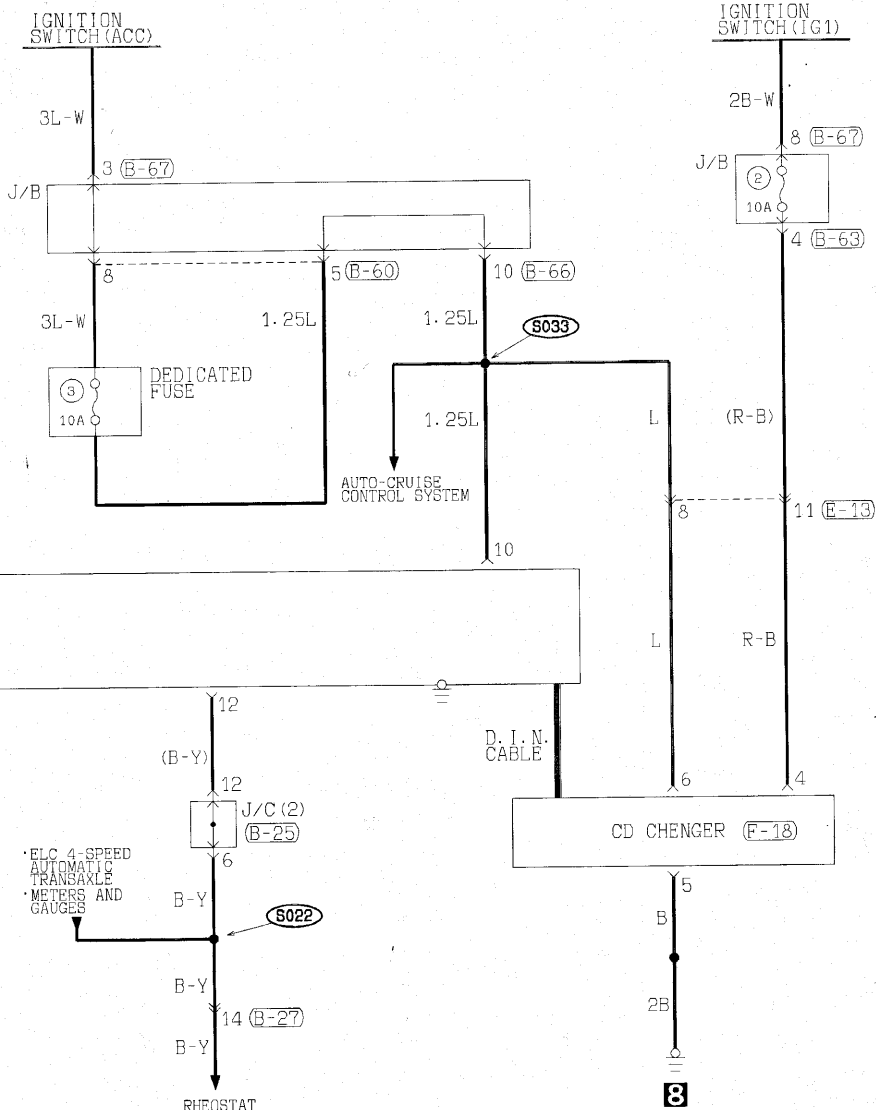 IGNITION
SWITCH(ACC)
IGNITION
SWITCH(IG1)
3L-W
2B-W
3 (B-67)
8 (B-67)
J/B
J/B
2
10A
4 (B-63)
8
5 (B-60)
10 (B-66)
3L-W
1.25L
1.25L
S033
3
10A
DEDICATED
FUSE
1.25L
L
(R-B)
AUTO-CRUISE
CONTROL SYSTEM
8
11 (E-13)
10
L
R-B
12
(B-Y)
D.I.N.
CABLE
12
6
4
J/C(2)
(B-25)
CD CHENGER (F-18)
6
5
·ELC 4-SPEED
AUTOMATIC
TRANSAXLE
·METERS AND
GAUGES
B-Y
B
S022
B-Y
2B
14 (B-27)
B-Y
8
RHEOSTAT